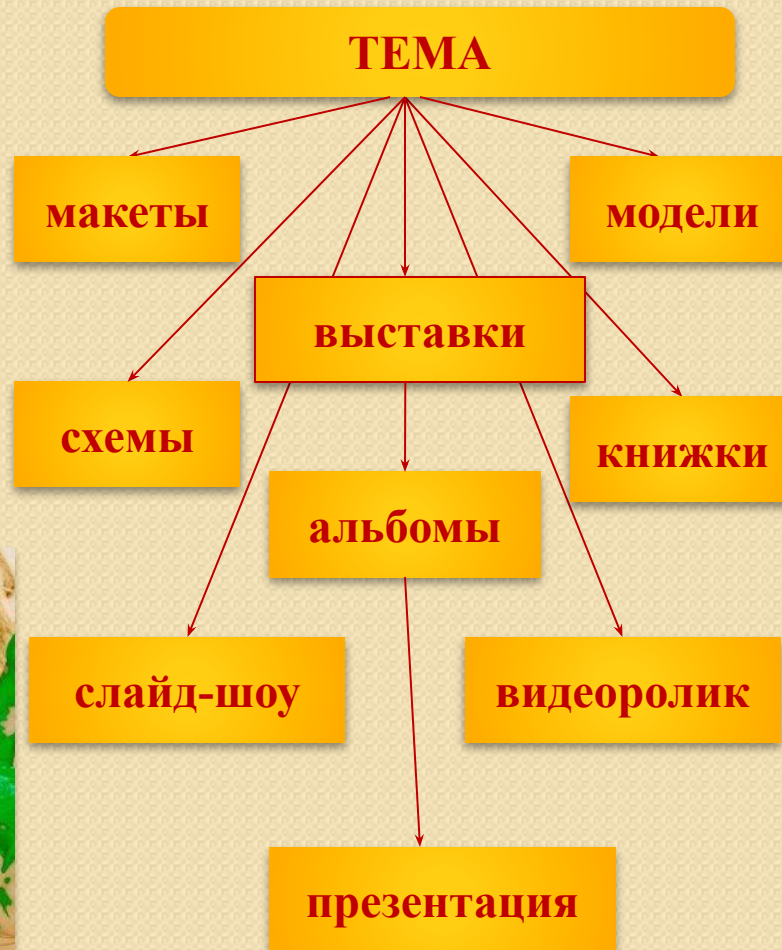 ТЕМА
макеты
модели
выставки
схемы
книжки
альбомы
слайд-шоу
видеоролик
презентация